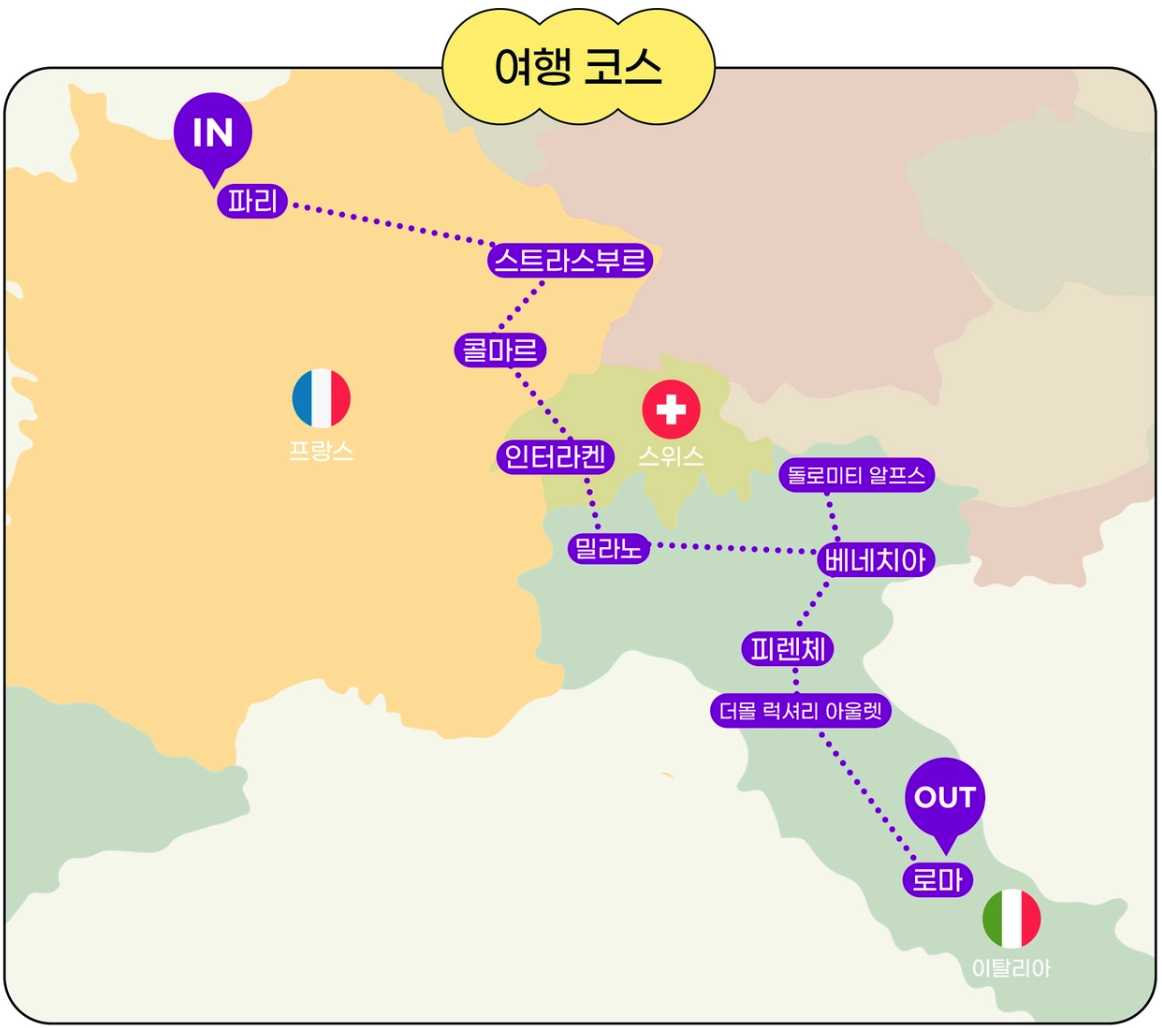 여행 코스
IN
파리
스트라스부르
콜마르
프랑스
인터라켄
스위스
돌로미티 알프스
밀라노
베네치아
피렌체
더몰 럭셔리 아울렛
OUT
로마
이탈리아